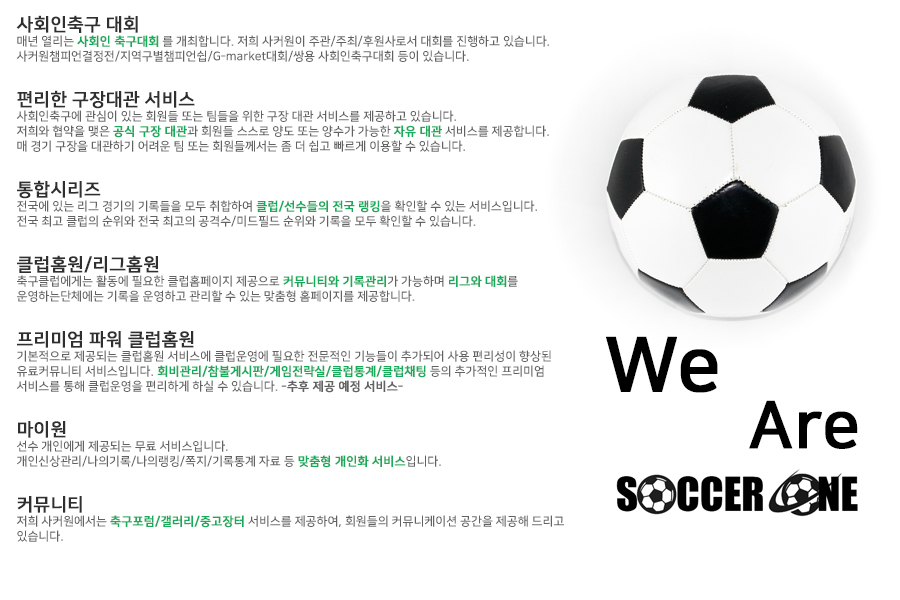 사회인축구 대회
매년 열리는 사회인 축구대회 를 개최합니다. 저희 사커원이 주관/주최/후원사로서 대회를 진행하고 있습니다.
사커원챔피언결정전/지역구별챔피언쉽/G-market대회/쌍용 사회인축구대회 등이 있습니다.
편리한 구장대관 서비스
사회인축구에 관심이 있는 회원들 또는 팀들을 위한 구장 대관 서비스를 제공하고 있습니다.
저희와 협약을 맺은 공식 구장 대관과 회원들 스스로 양도 또는 양수가 가능한 자유 대관 서비스를 제공합니다.
매 경기 구장을 대관하기 어려운 팀 또는 회원들께서는 좀 더 쉽고 빠르게 이용할 수 있습니다.
통합시리즈
전국에 있는 리그 경기의 기록들을 모두 취합하여 클럽/선수들의 전국 랭킹을 확인할 수 있는 서비스입니다.
전국 최고 클럽의 순위와 전국 최고의 공격수/미드필드 순위와 기록을 모두 확인할 수 있습니다.
클럽홈원/리그홈원
축구클럽에게는 활동에 필요한 클럽홈페이지 제공으로 커뮤니티와 기록관리가 가능하며 리그와 대회를
운영하는단체에는 기록을 운영하고 관리할 수 있는 맞춤형 홈페이지를 제공합니다.
프리미엄 파워 클럽홈원
기본적으로 제공되는 클럽홈원 서비스에 클럽운영에 필요한 전문적인 기능들이 추가되어 사용 편리성이 향상된
유료커뮤니티 서비스입니다. 회비관리/참불게시판/게임전략실/클럽통계/클럽채팅 등의 추가적인 프리미엄
서비스를 통해 클럽운영을 편리하게 하실 수 있습니다. -추후 제공 예정 서비스-
마이원
선수 개인에게 제공되는 무료 서비스입니다.
개인신상관리/나의기록/나의랭킹/쪽지/기록통계 자료 등 맞춤형 개인화 서비스입니다.
커뮤니티
저희 사커원에서는 축구포럼/갤러리/중고장터 서비스를 제공하여, 회원들의 커뮤니케이션 공간을 제공해 드리고
있습니다.
We
Are
SOCCER ONE